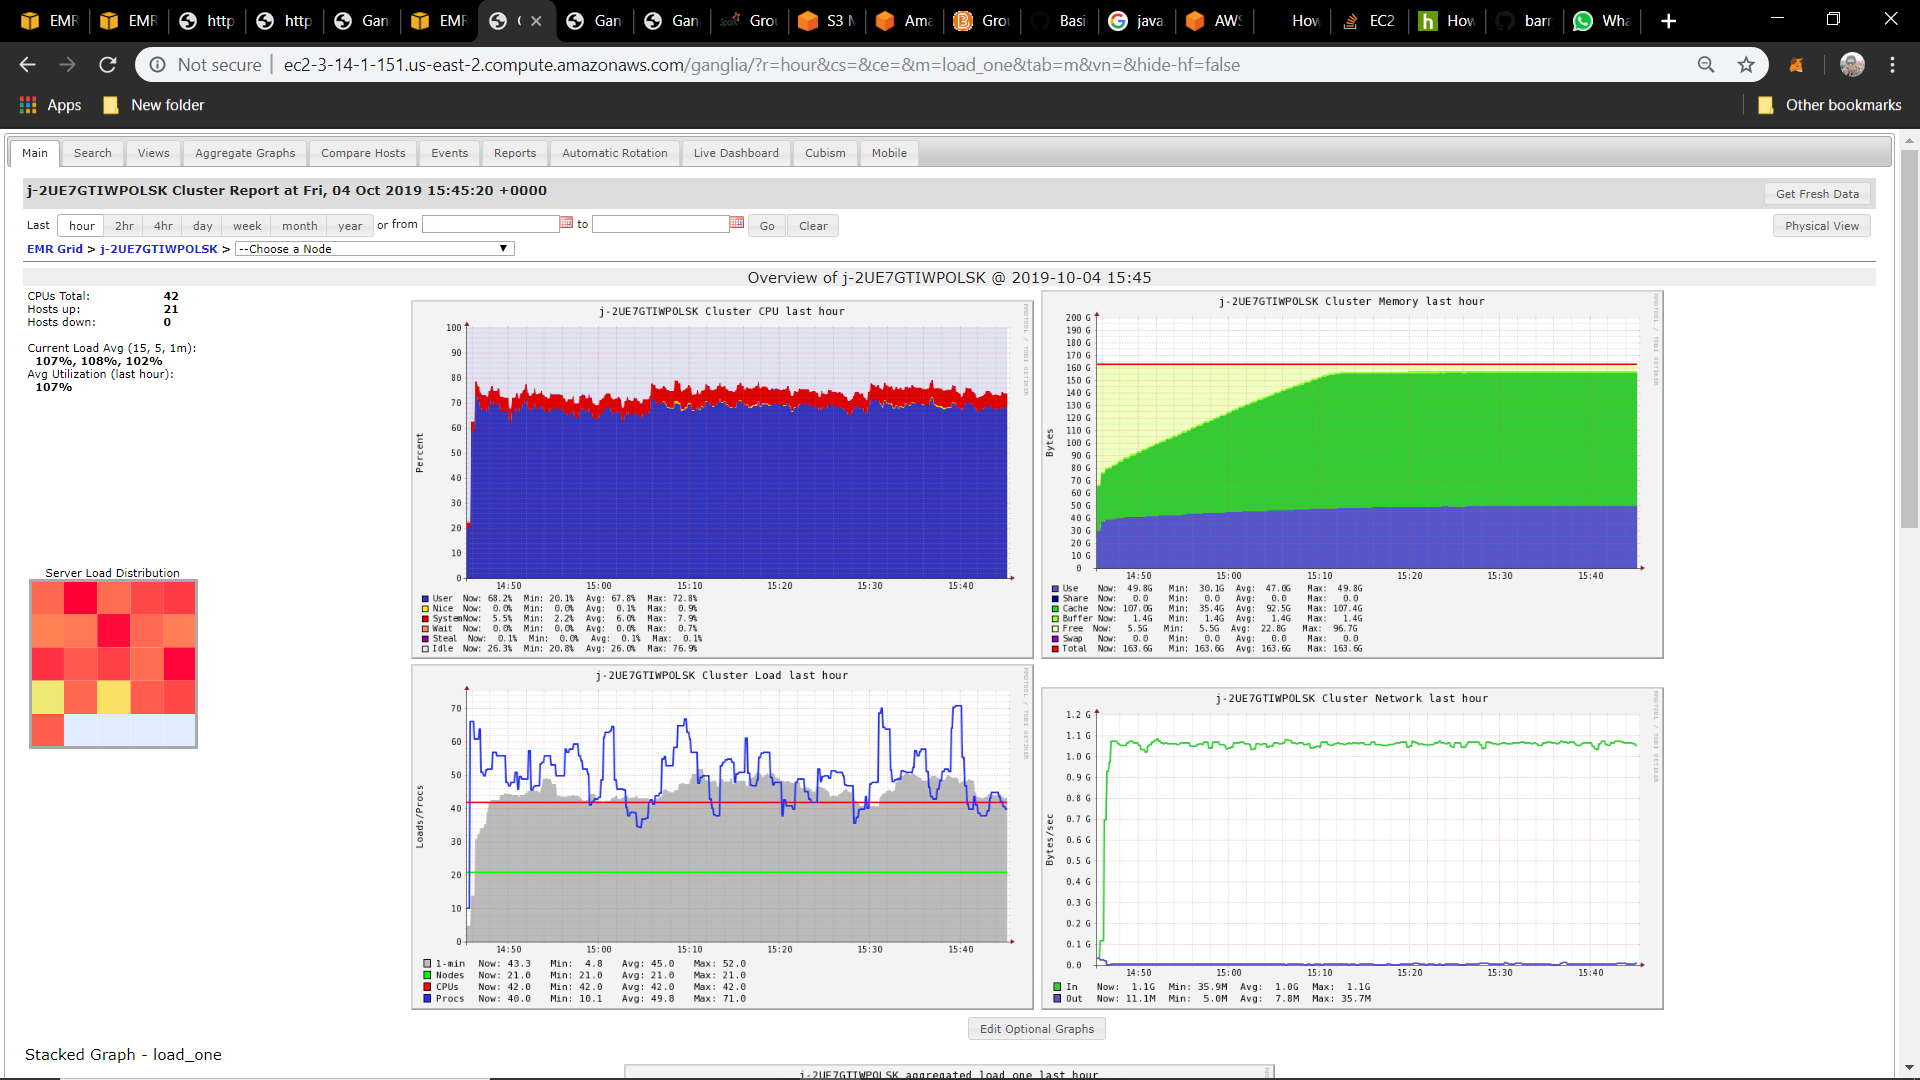 EMR
EMR
http
http
Gan
EMR
Gan
Gan
Grou
S3 M
Ama
Grou
Basi
java
AWS
How
EC2
How
barr
Wha
Not secure
ec2-3-14-1-151.us-east-2.compute.amazonaws.com/ganglia/?r=hour&cs=&ce=&m=load_one&tab=m&vn=&hide-hf=false
Apps
New folder
Other bookmarks
Main Search Views Aggregate Graphs Compare Hosts Events Reports Automatic Rotation Live Dashboard Cubism Mobile
j-2UE7GTIWPOLSK Cluster Report at Fri, 04 Oct 2019 15:45:20 +0000
Get Fresh Data
Last hour 2hr 4hr day week month year or from to Go Clear
Physical View
EMR Grid > j-2UE7GTIWPOLSK > --Choose a Node
Overview of j-2UE7GTIWPOLSK @ 2019-10-04 15:45
CPUs Total: 42
Hosts up: 21
Hosts down: 0
Current Load Avg (15, 5, 1m):
107%, 108%, 102%
Avg Utilization (last hour):
107%
Server Load Distribution
j-2UE7GTIWPOLSK Cluster CPU last hour
RRDTOOL / TOBI OETIKER
Percent
100
90
80
70
60
50
40
30
20
10
0
14:50 15:00 15:10 15:20 15:30 15:40
User Now: 68.2% Min: 20.1% Avg: 67.8% Max: 72.8%
Nice Now: 0.0% Min: 0.0% Avg: 0.1% Max: 0.9%
System Now: 5.5% Min: 2.2% Avg: 6.0% Max: 7.9%
Wait Now: 0.0% Min: 0.0% Avg: 0.0% Max: 0.7%
Steal Now: 0.1% Min: 0.0% Avg: 0.1% Max: 0.1%
Idle Now: 26.3% Min: 20.8% Avg: 26.0% Max: 76.9%
j-2UE7GTIWPOLSK Cluster Memory last hour
RRDTOOL / TOBI OETIKER
Bytes
200 G
190 G
180 G
170 G
160 G
150 G
140 G
130 G
120 G
110 G
100 G
90 G
80 G
70 G
60 G
50 G
40 G
30 G
20 G
10 G
0
14:50 15:00 15:10 15:20 15:30 15:40
Use Now: 49.8G Min: 30.1G Avg: 47.0G Max: 49.8G
Share Now: 0.0 Min: 0.0 Avg: 0.0 Max: 0.0
Cache Now: 107.0G Min: 35.4G Avg: 92.5G Max: 107.4G
Buffer Now: 1.4G Min: 1.4G Avg: 1.4G Max: 1.4G
Free Now: 5.5G Min: 5.5G Avg: 22.8G Max: 96.7G
Swap Now: 0.0 Min: 0.0 Avg: 0.0 Max: 0.0
Total Now: 163.6G Min: 163.6G Avg: 163.6G Max: 163.6G
j-2UE7GTIWPOLSK Cluster Load last hour
RRDTOOL / TOBI OETIKER
Loads/Procs
70
60
50
40
30
20
10
0
14:50 15:00 15:10 15:20 15:30 15:40
1-min Now: 43.3 Min: 4.8 Avg: 45.0 Max: 52.0
Nodes Now: 21.0 Min: 21.0 Avg: 21.0 Max: 21.0
CPUs Now: 42.0 Min: 42.0 Avg: 42.0 Max: 42.0
Procs Now: 40.0 Min: 10.1 Avg: 49.8 Max: 71.0
j-2UE7GTIWPOLSK Cluster Network last hour
RRDTOOL / TOBI OETIKER
Bytes/sec
1.2 G
1.1 G
1.0 G
0.9 G
0.8 G
0.7 G
0.6 G
0.5 G
0.4 G
0.3 G
0.2 G
0.1 G
0.0
14:50 15:00 15:10 15:20 15:30 15:40
In Now: 1.1G Min: 35.9M Avg: 1.0G Max: 1.1G
Out Now: 11.1M Min: 5.0M Avg: 7.8M Max: 35.7M
Edit Optional Graphs
Stacked Graph - load_one
j-2UE7GTIWPOLSK aggregated load_one last hour